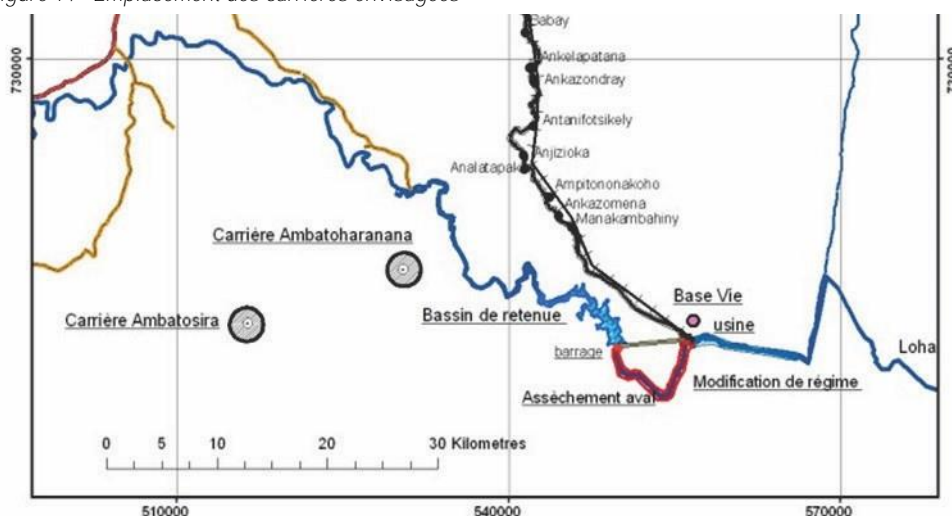 Figure 14 - Emplacement des carrières envisagées
Babay
730000
Ankelapatana
Ankazondray
Antanifotsikely
Anjizioka
Analatapak
Ampitononakoho
Ankazomena
Manakambahiny
Carrière Ambatoharanana
Base Vie
Bassin de retenue
Carrière Ambatosira
usine
barrage
Loha
Modification de régime
Assèchement aval
0 5 10 20 30 Kilometres
510000 540000 570000